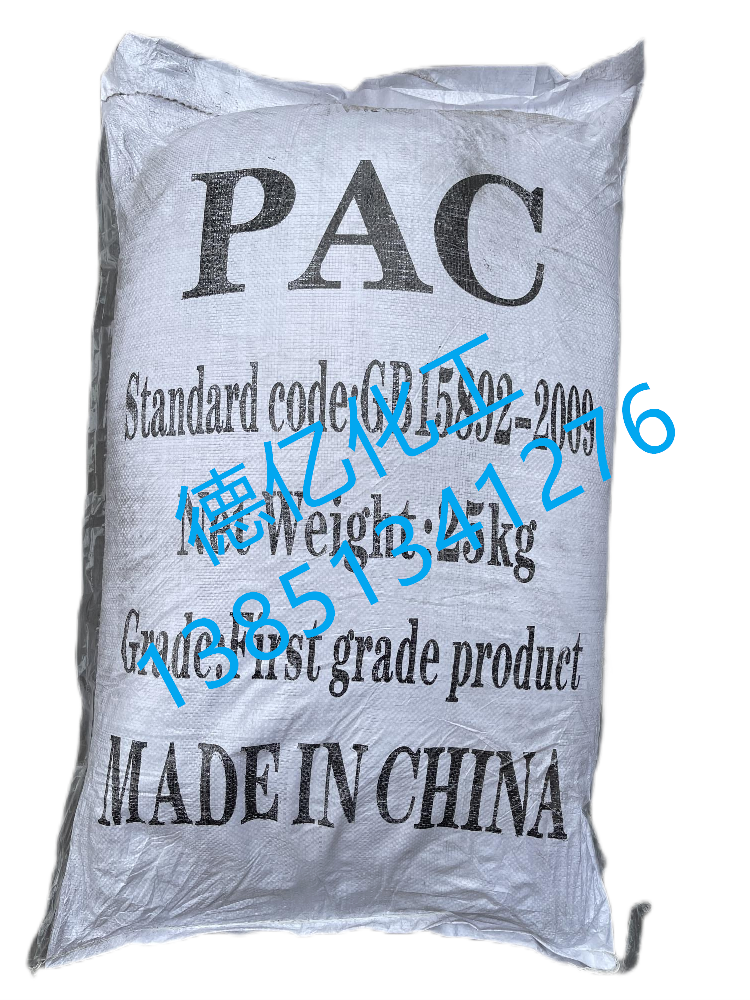 PAC
Standard code:GB15892-2009
Net Weight:25kg
Grade:First grade product
MADE IN CHINA
德亿化工
13851341276